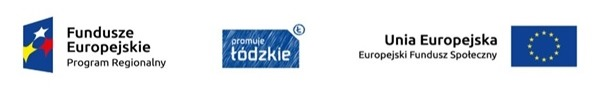 Fundusze
Europejskie
Program Regionalny
promuje
łódzkie
Unia Europejska
Europejski Fundusz Społeczny